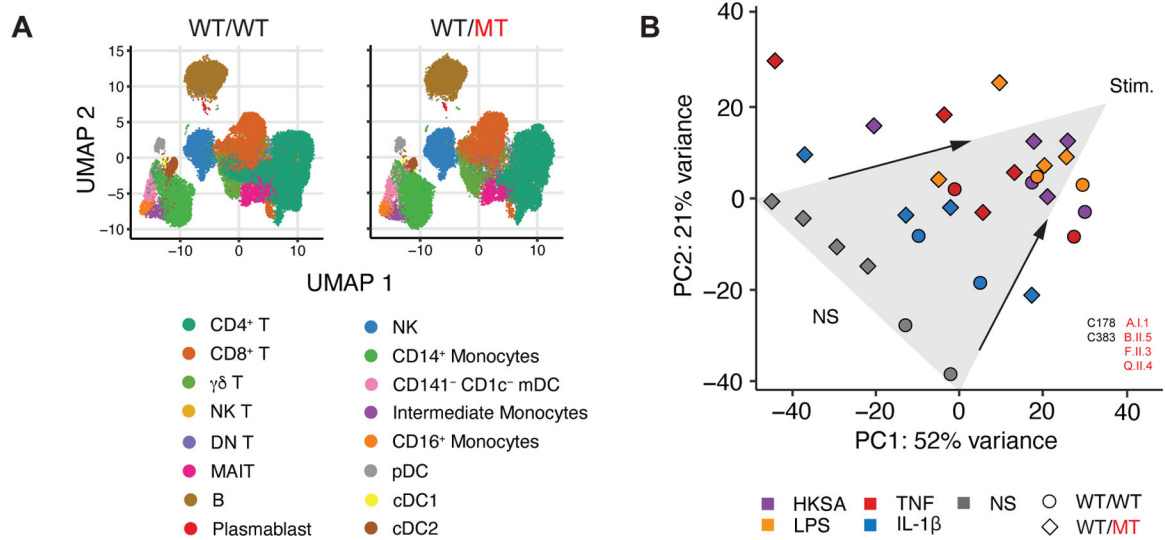 A
WT/WT
WT/MT
UMAP 2
15
10
5
0
−5
−10
−10
0
10
−10
0
10
UMAP 1
CD4⁺ T
CD8⁺ T
γδ T
NK T
DN T
MAIT
B
Plasmablast
NK
CD14⁺ Monocytes
CD141⁻ CD1c⁻ mDC
Intermediate Monocytes
CD16⁺ Monocytes
pDC
cDC1
cDC2
B
PC2: 21% variance
40
20
0
−20
−40
Stim.
NS
C178 A.I.1
C383 B.II.5
F.II.3
Q.II.4
−40
−20
0
20
40
PC1: 52% variance
HKSA
TNF
NS
WT/WT
LPS
IL-1β
WT/MT